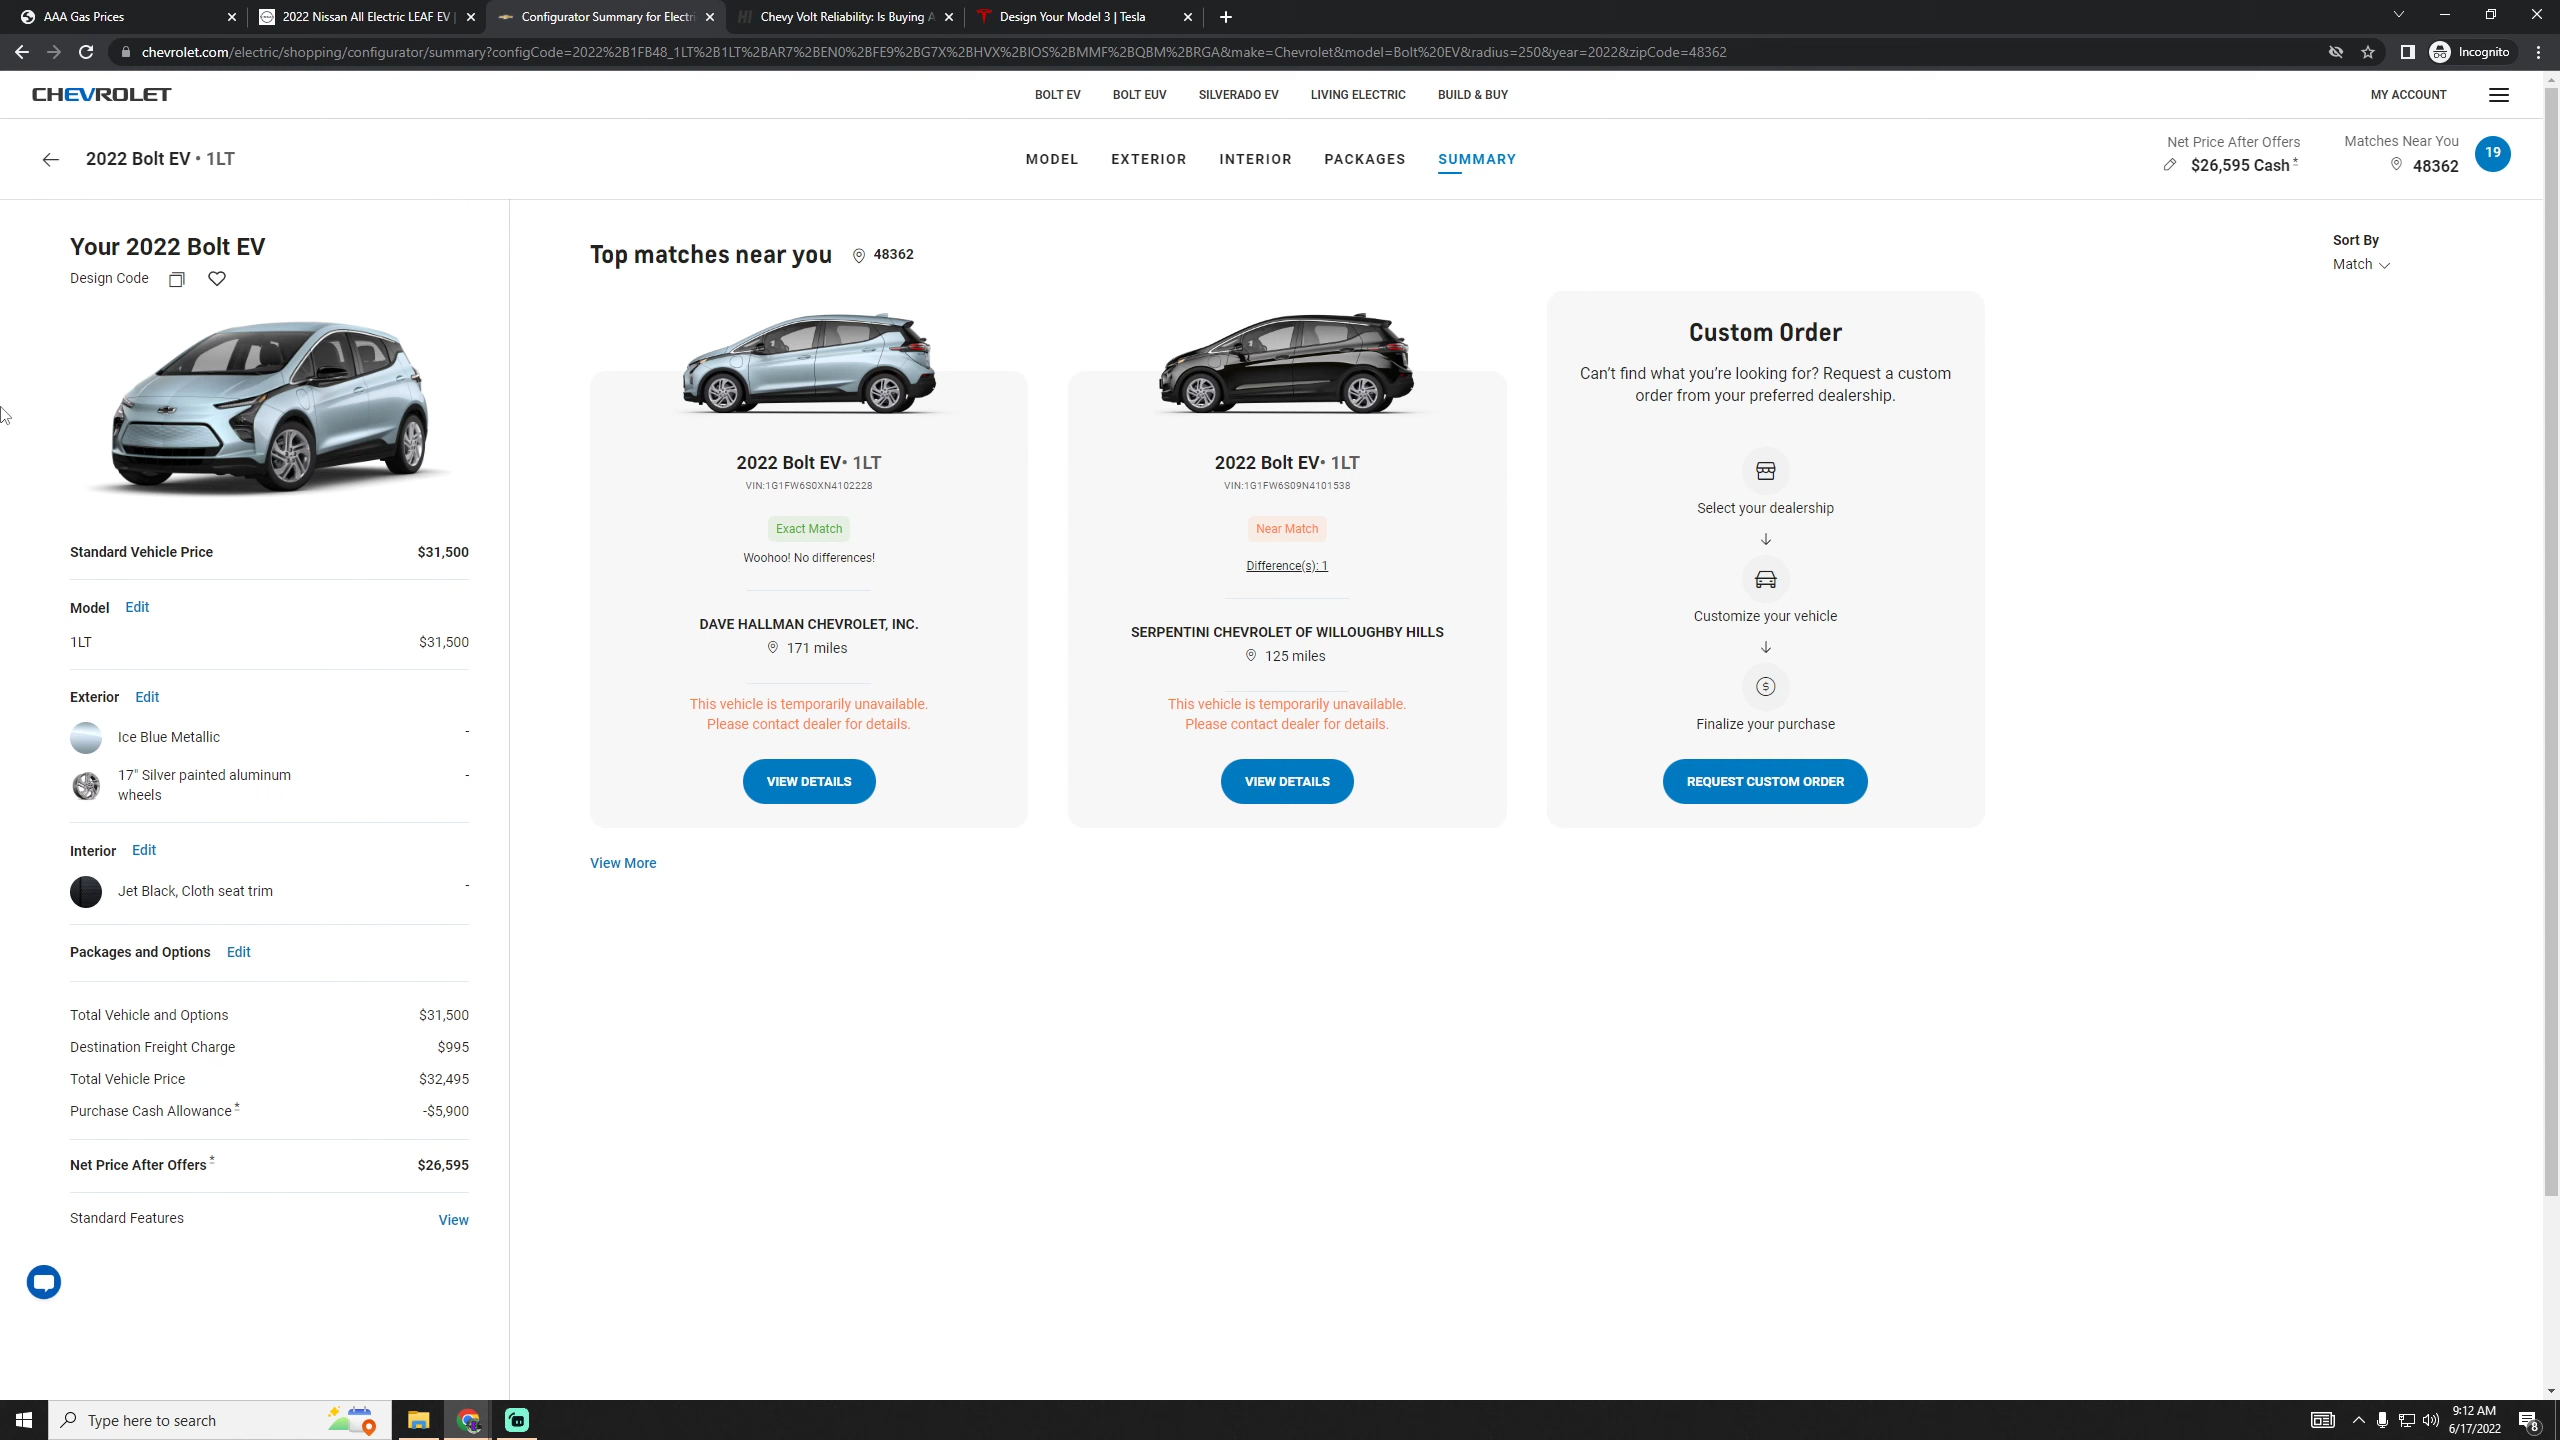 AAA Gas Prices
2022 Nissan All Electric LEAF EV |
Configurator Summary for Electri
Chevy Volt Reliability: Is Buying A
Design Your Model 3 | Tesla
chevrolet.com/electric/shopping/configurator/summary?configCode=2022%2B1FB48_1LT%2B1LT%2BAR7%2BEN0%2BFE9%2BG7X%2BHVX%2BIOS%2BMMF%2BQBM%2BRGA&make=Chevrolet&model=Bolt%20EV&radius=250&year=2022&zipCode=48362
Incognito
CHEVROLET
BOLT EV BOLT EUV SILVERADO EV LIVING ELECTRIC BUILD & BUY
MY ACCOUNT
2022 Bolt EV • 1LT
MODEL EXTERIOR INTERIOR PACKAGES SUMMARY
Net Price After Offers
$26,595 Cash*
Matches Near You
48362
19
Your 2022 Bolt EV
Design Code
Standard Vehicle Price $31,500
Model Edit
1LT $31,500
Exterior Edit
Ice Blue Metallic -
17" Silver painted aluminum -
wheels
Interior Edit
Jet Black, Cloth seat trim -
Packages and Options Edit
Total Vehicle and Options $31,500
Destination Freight Charge $995
Total Vehicle Price $32,495
Purchase Cash Allowance* -$5,900
Net Price After Offers* $26,595
Standard Features View
Top matches near you 48362
Sort By
Match
2022 Bolt EV• 1LT
VIN:1G1FW6S0XN4102228
Exact Match
Woohoo! No differences!
DAVE HALLMAN CHEVROLET, INC.
171 miles
This vehicle is temporarily unavailable.
Please contact dealer for details.
VIEW DETAILS
2022 Bolt EV• 1LT
VIN:1G1FW6S09N4101538
Near Match
Difference(s): 1
SERPENTINI CHEVROLET OF WILLOUGHBY HILLS
125 miles
This vehicle is temporarily unavailable.
Please contact dealer for details.
VIEW DETAILS
Custom Order
Can't find what you're looking for? Request a custom
order from your preferred dealership.
Select your dealership
Customize your vehicle
Finalize your purchase
REQUEST CUSTOM ORDER
View More
Type here to search
9:12 AM
6/17/2022
8